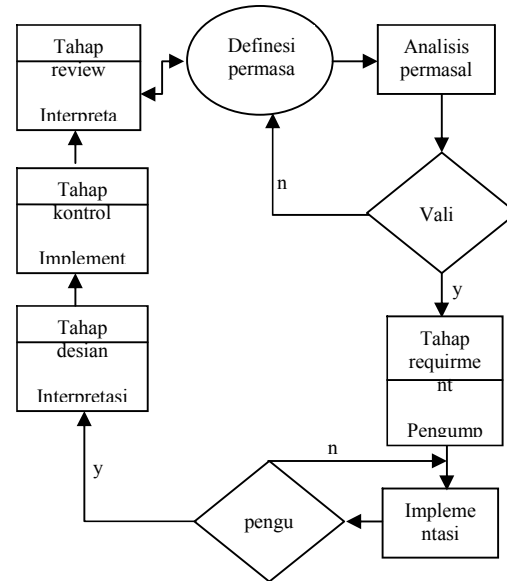 Definesi
permasa
Analisis
permasal
n
Vali
y
Tahap
requirme
nt
Pengump
Impleme
ntasi
n
pengu
y
Tahap
desian
Interpretasi
Tahap
kontrol
Implement
Tahap
review
Interpreta